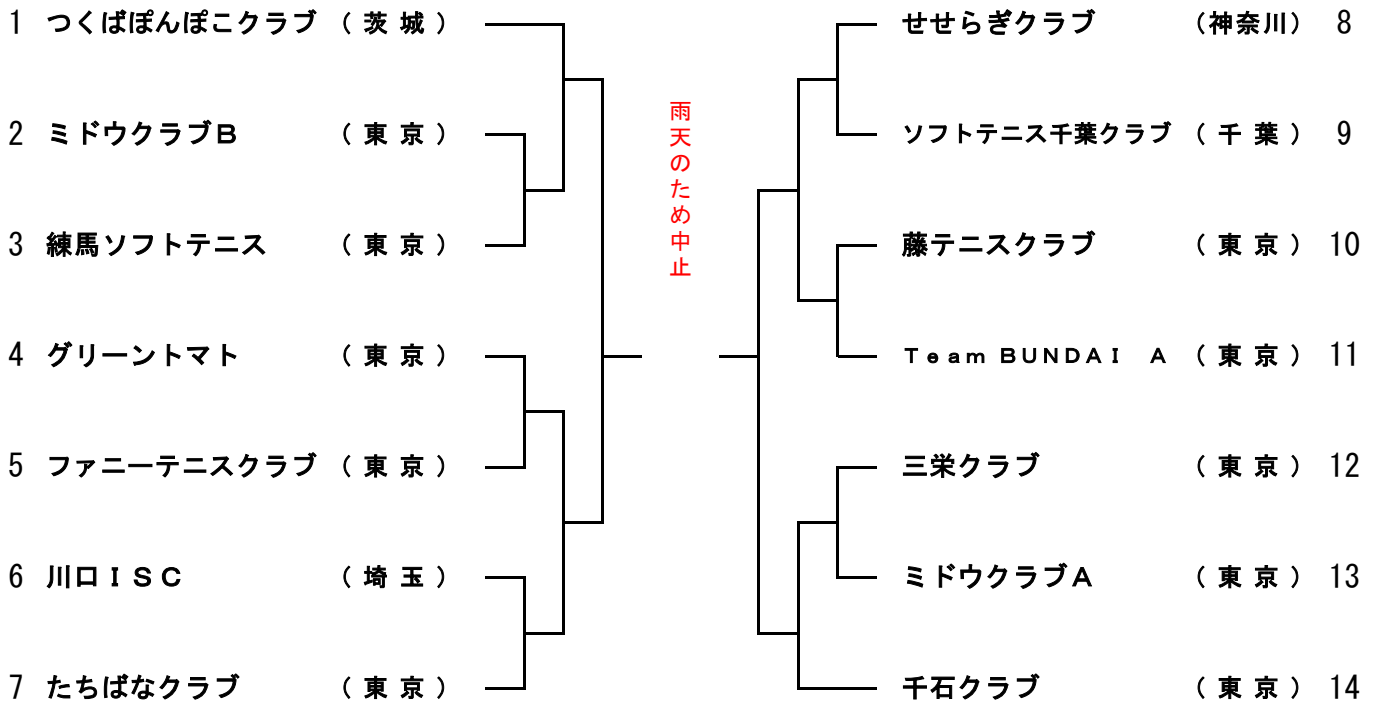 1 つくばぽんぽこクラブ （ 茨 城 ）
2 ミドウクラブＢ （ 東 京 ）
3 練馬ソフトテニス （ 東 京 ）
4 グリーントマト （ 東 京 ）
5 ファニーテニスクラブ （ 東 京 ）
6 川口ＩＳＣ （ 埼 玉 ）
7 たちばなクラブ （ 東 京 ）
雨天のため中止
せせらぎクラブ （神奈川） 8
ソフトテニス千葉クラブ （ 千 葉 ） 9
藤テニスクラブ （ 東 京 ） 10
Ｔｅａｍ ＢＵＮＤＡＩ　Ａ （ 東 京 ） 11
三栄クラブ （ 東 京 ） 12
ミドウクラブＡ （ 東 京 ） 13
千石クラブ （ 東 京 ） 14